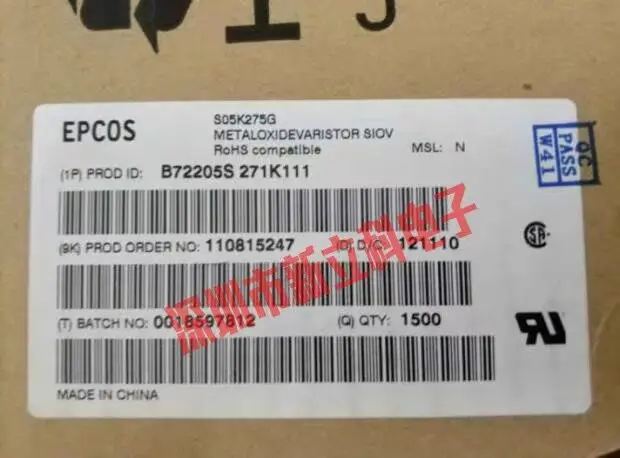 S05K275G
EPCOS
METALOXIDEVARISTOR SIOV
RoHS compatible
MSL: N
(1P) PROD ID: B72205S 271K111
QC
PASS
W41
(9K) PROD ORDER NO: 110815247 (D) D/C: 121110
深圳市新立科电子
(T) BATCH NO: 0018597812 (Q) QTY: 1500
MADE IN CHINA